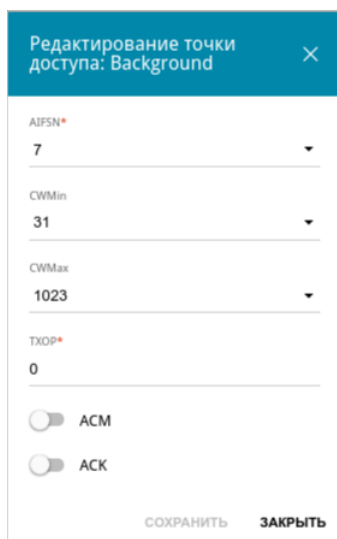 Редактирование точки
доступа: Background
AIFSN*
7
CWMin
31
CWMax
1023
TXOP*
0
ACM
ACK
СОХРАНИТЬ ЗАКРЫТЬ